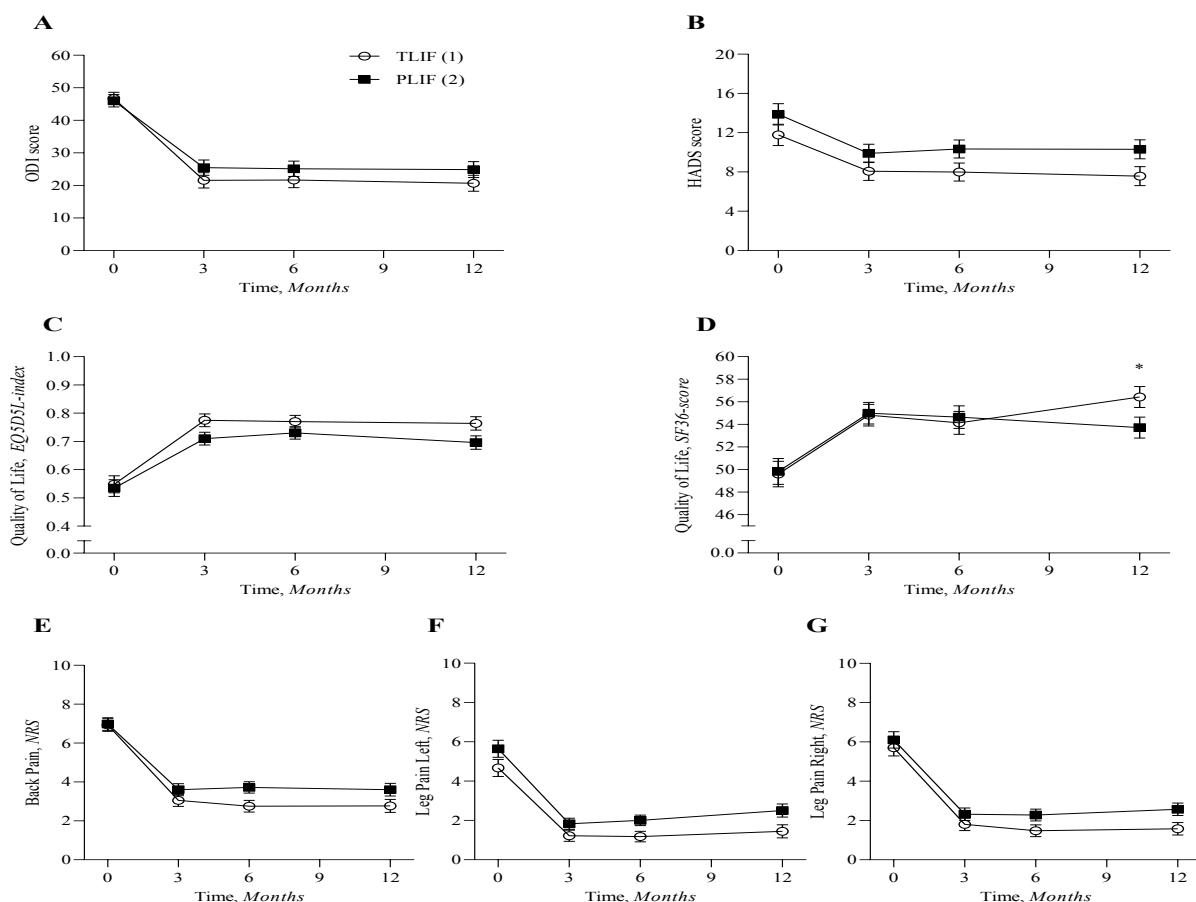 A
ODI score
60
50
40
30
20
10
0
0 3 6 9 12
Time, Months
TLIF (1)
PLIF (2)
B
HADS score
20
16
12
8
4
0
0 3 6 9 12
Time, Months
C
Quality of Life, EQ5D5L-index
1.0
0.9
0.8
0.7
0.6
0.5
0.4
0.0
0 3 6 9 12
Time, Months
D
Quality of Life, SF36-score
60
58
56
54
52
50
48
46
0.0
*
0 3 6 9 12
Time, Months
E
Back Pain, NRS
10
8
6
4
2
0
0 3 6 9 12
Time, Months
F
Leg Pain Left, NRS
10
8
6
4
2
0
0 3 6 9 12
Time, Months
G
Leg Pain Right, NRS
10
8
6
4
2
0
0 3 6 9 12
Time, Months